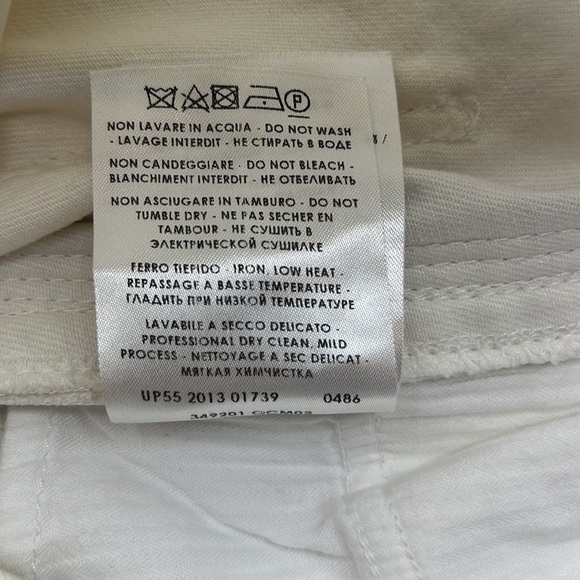 P
NON LAVARE IN ACQUA - DO NOT WASH
- LAVAGE INTERDIT - НЕ СТИРАТЬ В ВОДЕ
NON CANDEGGIARE - DO NOT BLEACH -
BLANCHIMENT INTERDIT - НЕ ОТБЕЛИВАТЬ
NON ASCIUGARE IN TAMBURO - DO NOT
TUMBLE DRY - NE PAS SECHER EN
TAMBOUR - НЕ СУШИТЬ В
ЭЛЕКТРИЧЕСКОЙ СУШИЛКЕ
FERRO TIEPIDO - IRON, LOW HEAT -
REPASSAGE A BASSE TEMPERATURE -
ГЛАДИТЬ ПРИ НИЗКОЙ ТЕМПЕРАТУРЕ
LAVABILE A SECCO DELICATO -
PROFESSIONAL DRY CLEAN, MILD
PROCESS - NETTOYAGE A SEC DELICAT -
МЯГКАЯ ХИМЧИСТКА
UP55 2013 01739 0486